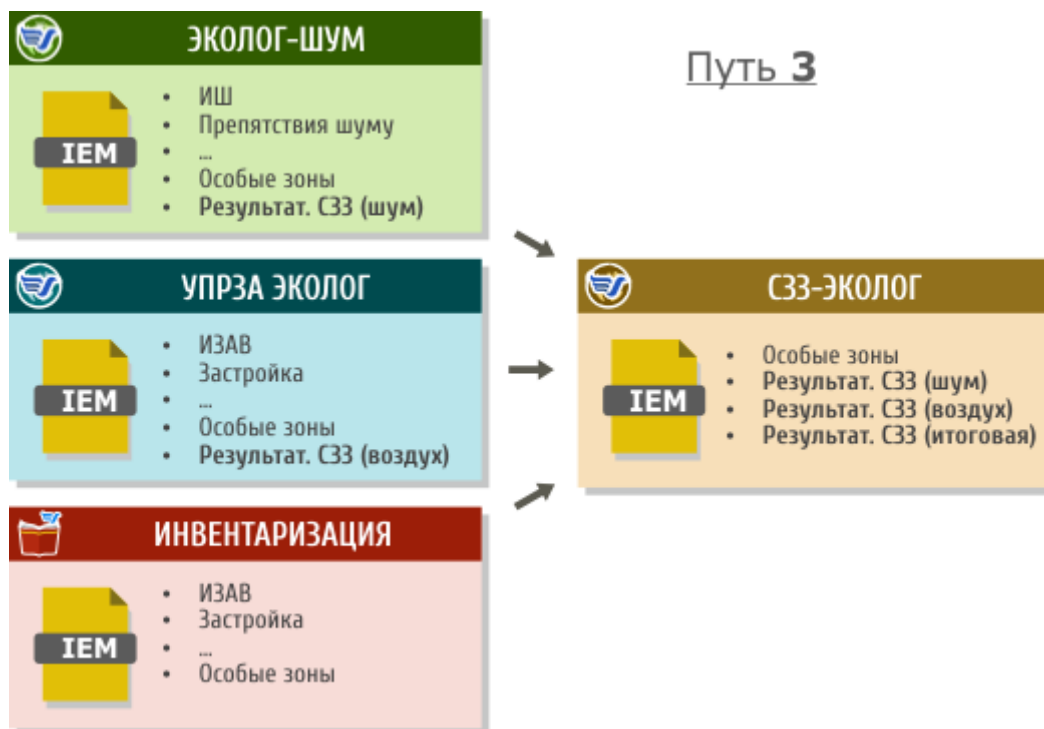 ЭКОЛОГ-ШУМ
IEM
• ИШ
• Препятствия шуму
• ...
• Особые зоны
• Результат. СЗЗ (шум)
Путь 3
УПРЗА ЭКОЛОГ
IEM
• ИЗАВ
• Застройка
• ...
• Особые зоны
• Результат. СЗЗ (воздух)
СЗЗ-ЭКОЛОГ
IEM
• Особые зоны
• Результат. СЗЗ (шум)
• Результат. СЗЗ (воздух)
• Результат. СЗЗ (итоговая)
ИНВЕНТАРИЗАЦИЯ
IEM
• ИЗАВ
• Застройка
• ...
• Особые зоны